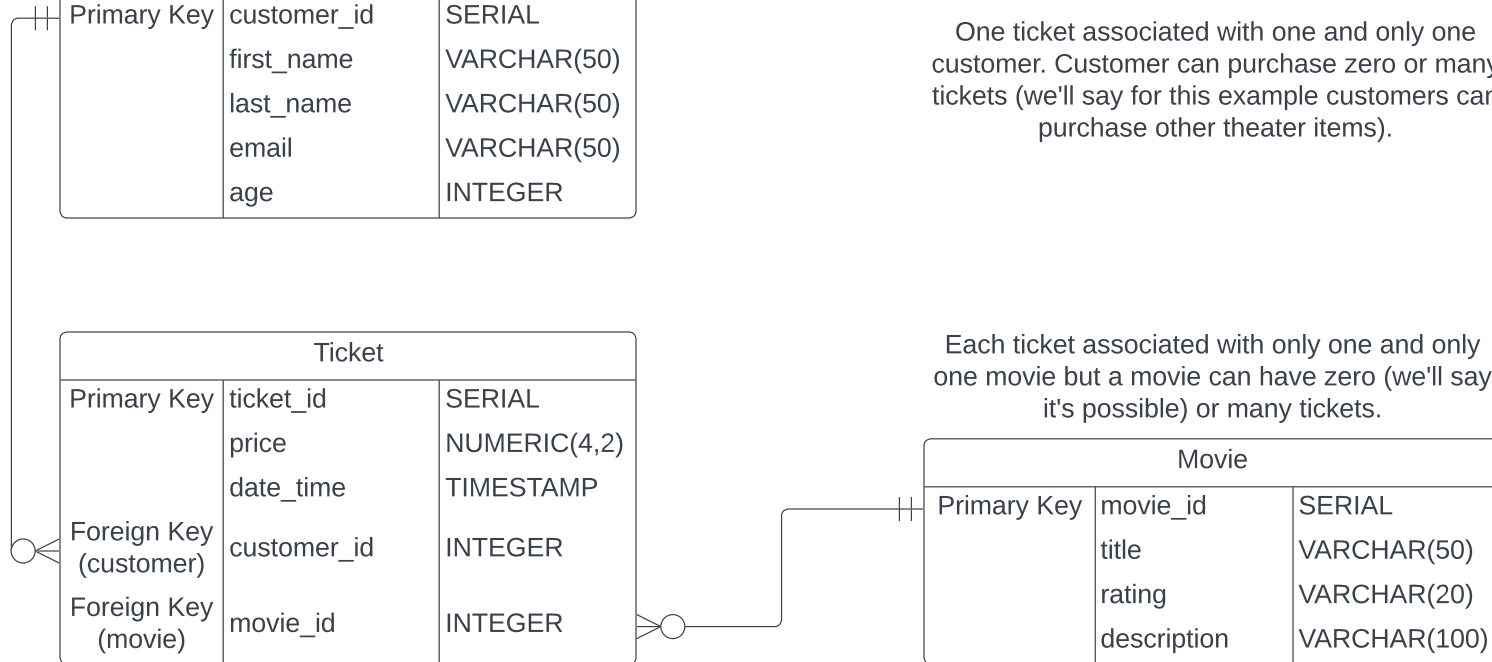 Primary Key customer_id SERIAL
first_name VARCHAR(50)
last_name VARCHAR(50)
email VARCHAR(50)
age INTEGER
One ticket associated with one and only one
customer. Customer can purchase zero or many
tickets (we'll say for this example customers can
purchase other theater items).
Ticket
Primary Key ticket_id SERIAL
price NUMERIC(4,2)
date_time TIMESTAMP
Foreign Key
(customer) customer_id INTEGER
Foreign Key
(movie) movie_id INTEGER
Each ticket associated with only one and only
one movie but a movie can have zero (we'll say
it's possible) or many tickets.
Movie
Primary Key movie_id SERIAL
title VARCHAR(50)
rating VARCHAR(20)
description VARCHAR(100)